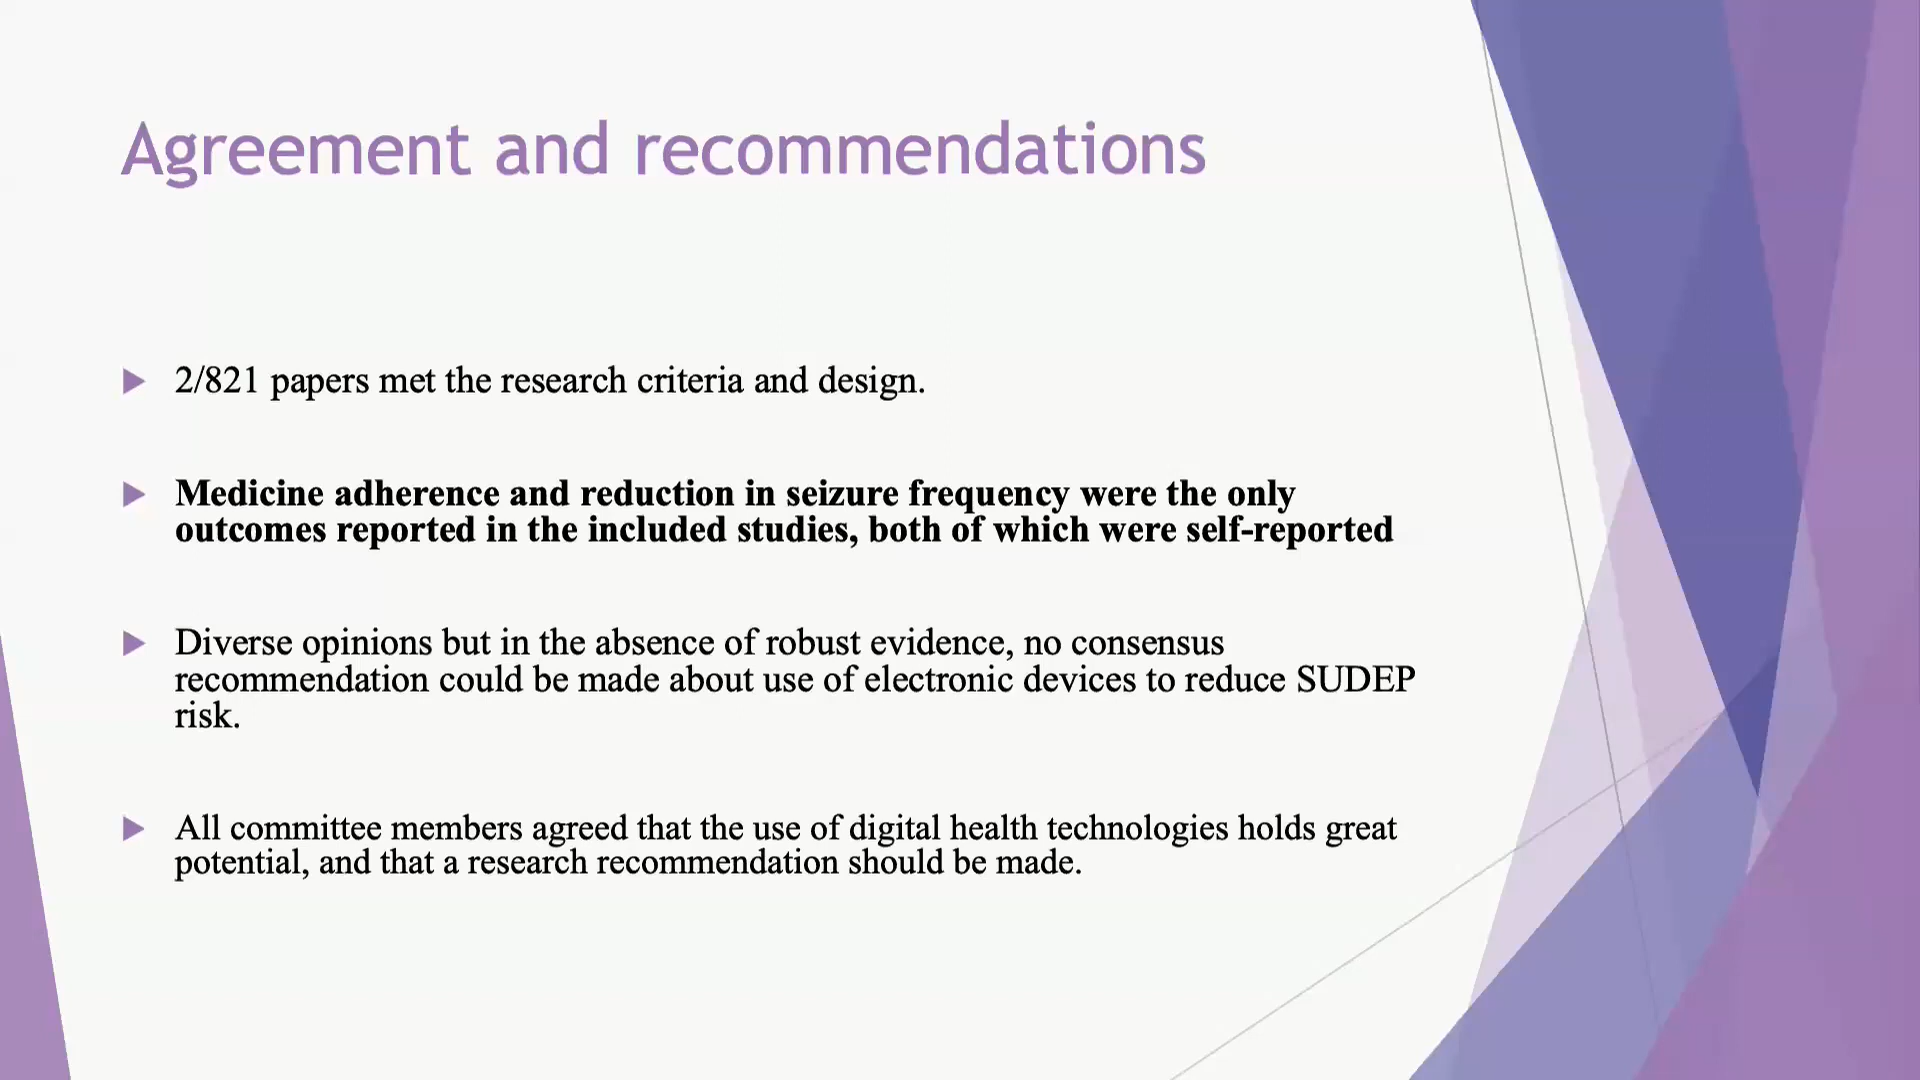 Agreement and recommendations
2/821 papers met the research criteria and design.
Medicine adherence and reduction in seizure frequency were the only
outcomes reported in the included studies, both of which were self-reported
Diverse opinions but in the absence of robust evidence, no consensus
recommendation could be made about use of electronic devices to reduce SUDEP
risk.
All committee members agreed that the use of digital health technologies holds great
potential, and that a research recommendation should be made.